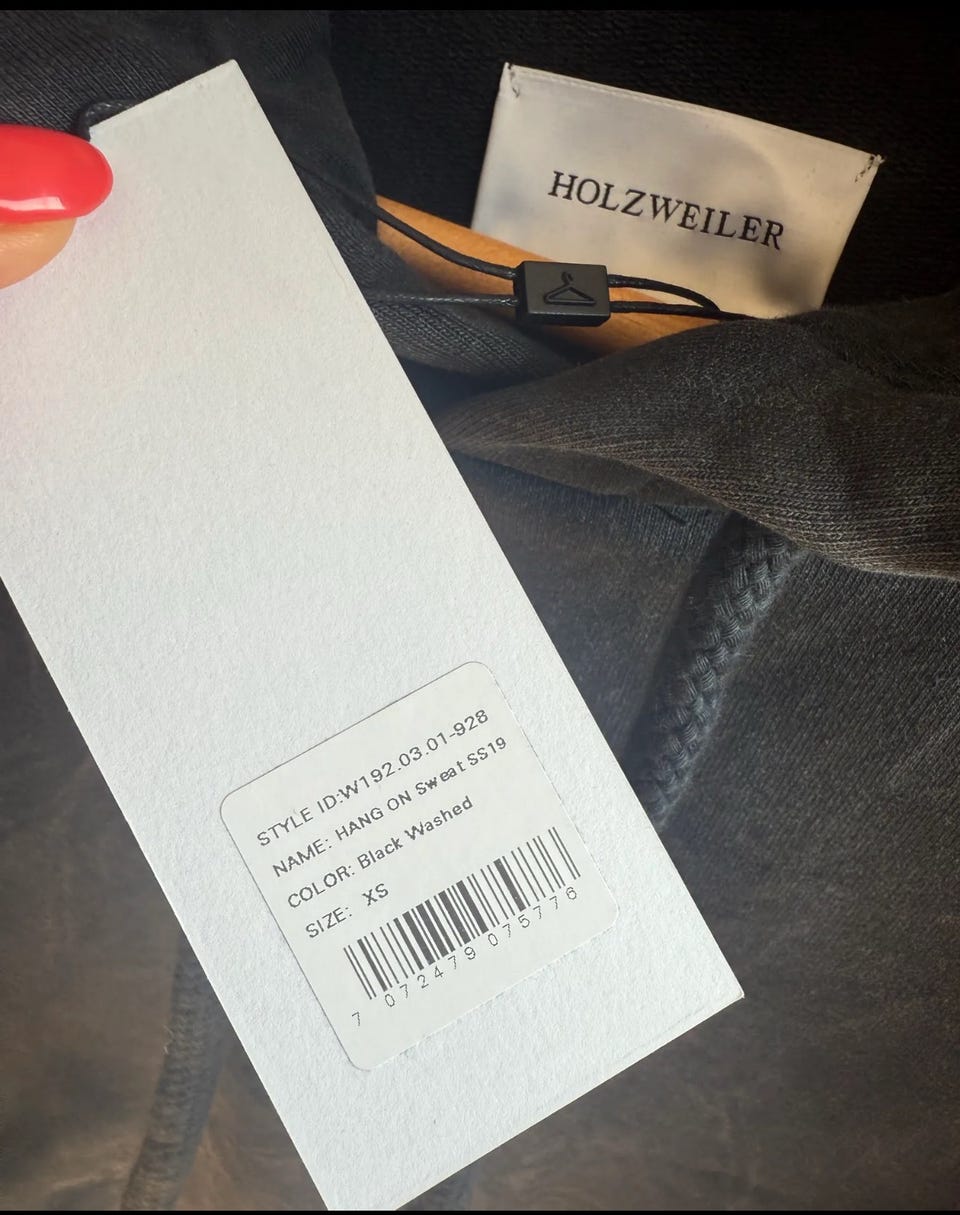 HOLZWEILER
STYLE ID:W192.03.01-928
NAME: HANG ON Sweat SS19
COLOR: Black Washed
SIZE: XS
7 072479 075776